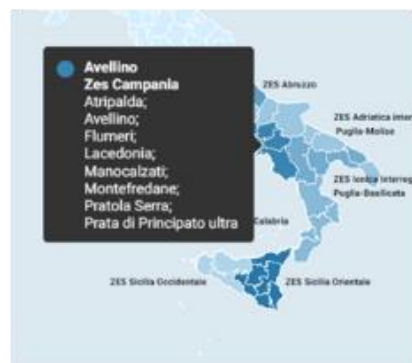 Avellino
Zes Campania
Atripalda;
Avellino;
Flumeri;
Lacedonia;
Manocalzati;
Montefredane;
Pratola Serra;
Prata di Principato ultra
ZES Abruzzo
ZES Adriatica inter
Puglia-Molise
ZES Ionica Interreg
Puglia-Basilicata
Calabria
ZES Sicilia Occidentale
ZES Sicilia Orientale